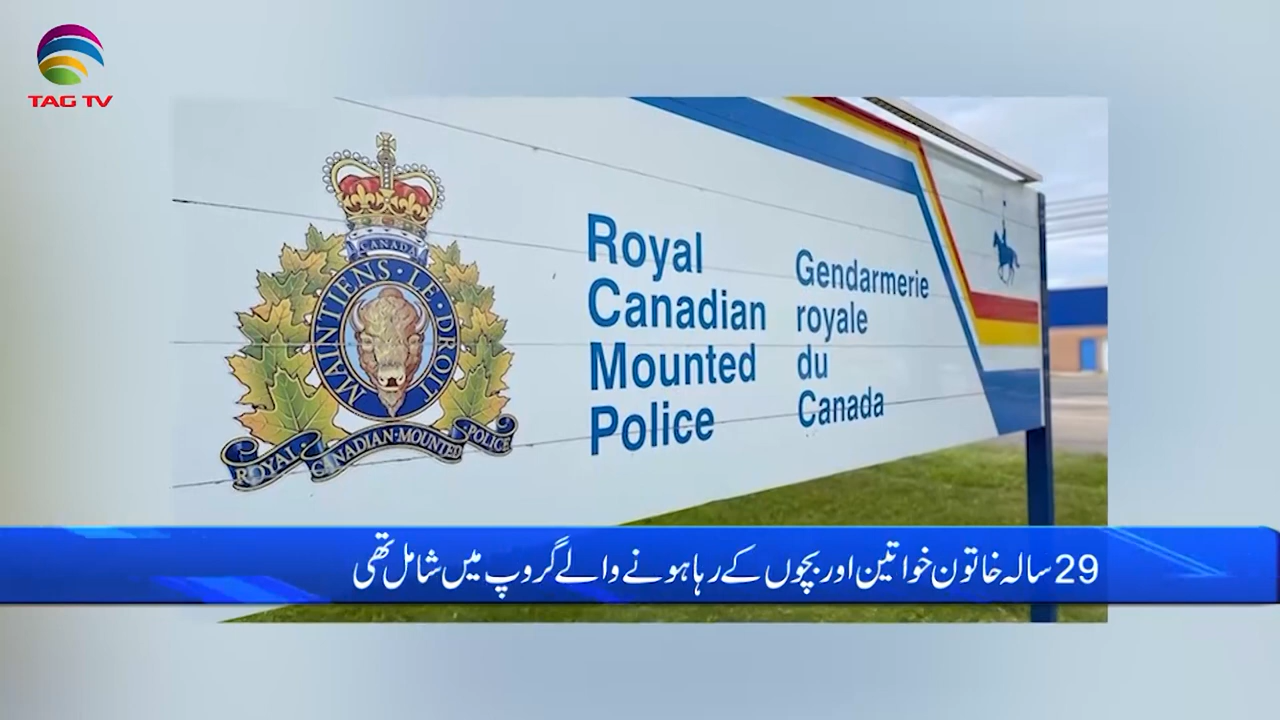 TAG TV
CANADA
MAINTIENS LE DROIT
ROYAL CANADIAN MOUNTED POLICE
Royal
Canadian
Mounted
Police
Gendarmerie
royale
du
Canada
29 سالہ خاتون خواتین اور بچوں کے رہا ہونے والے گروپ میں شامل تھی